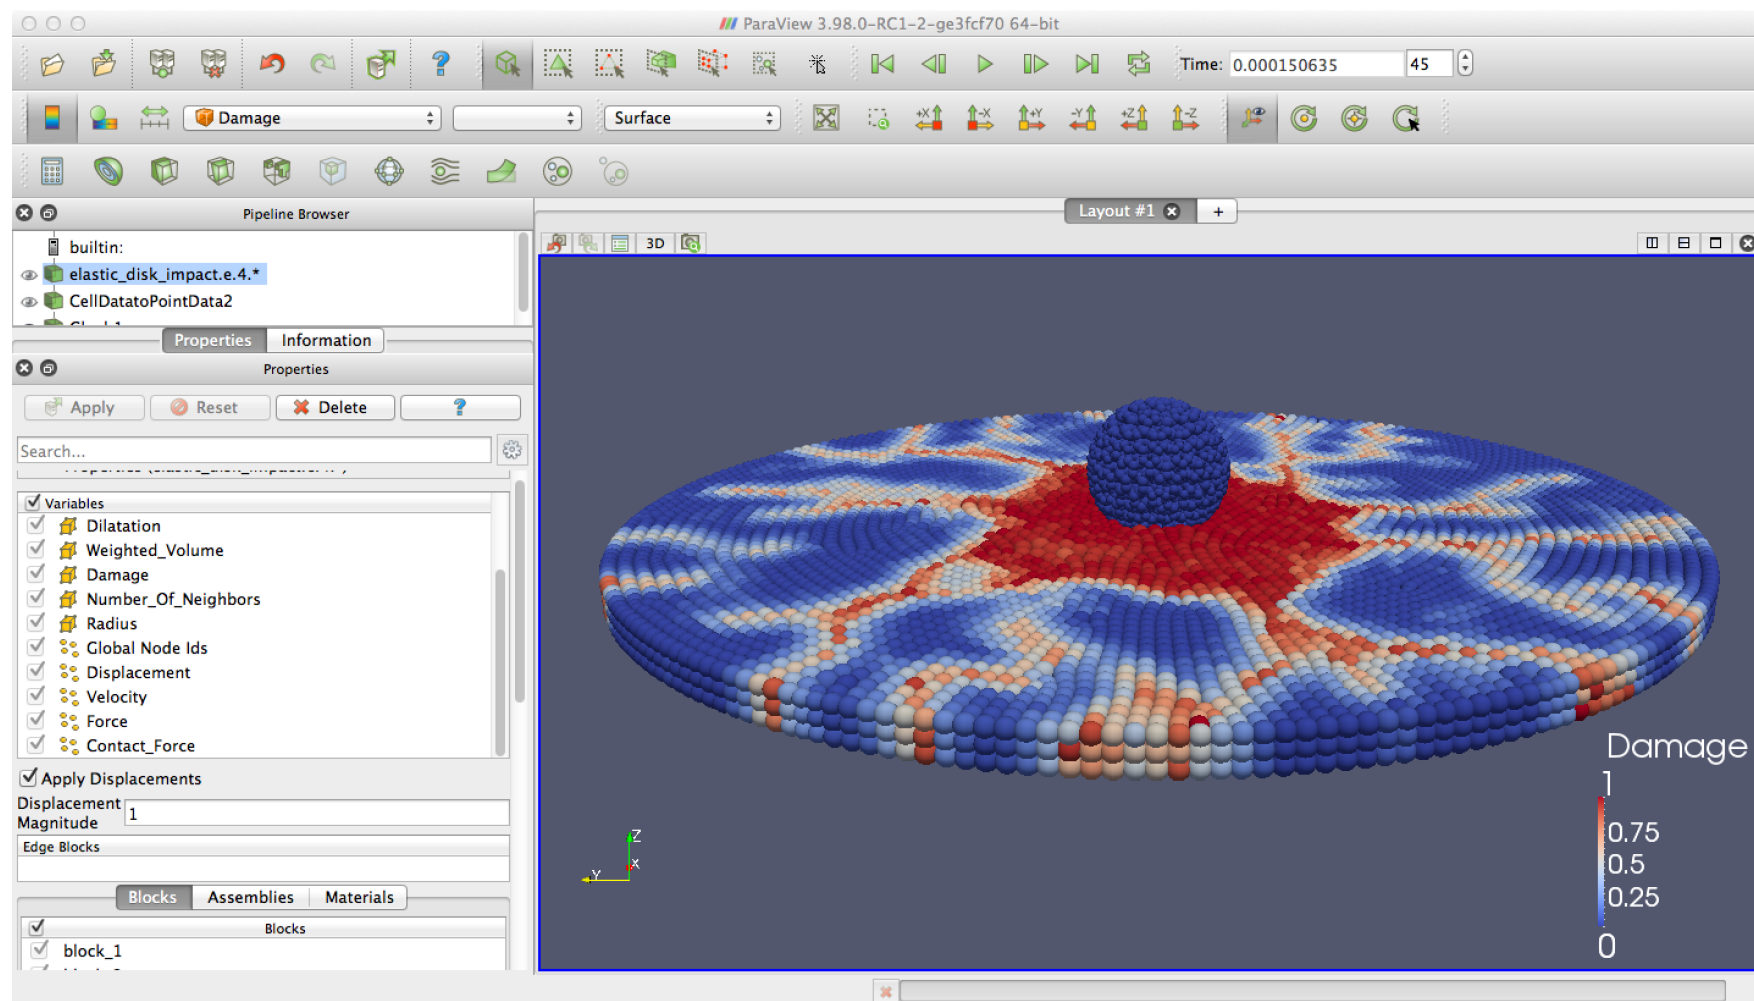 ParaView 3.98.0-RC1-2-ge3fcf70 64-bit
?
Time: 0.000150635 45
Damage Surface
+X -X +Y -Y +Z -Z
Pipeline Browser
Layout #1 +
builtin:
3D
elastic_disk_impact.e.4.*
CellDatatoPointData2
Properties Information
Properties
Apply Reset Delete ?
Search...
Variables
Dilatation
Weighted_Volume
Damage
Number_Of_Neighbors
Radius
Global Node Ids
Displacement
Velocity
Force
Contact_Force
Apply Displacements
Displacement
Magnitude
1
Edge Blocks
Blocks Assemblies Materials
Blocks
block_1
Z
X
Y
Damage
1
0.75
0.5
0.25
0